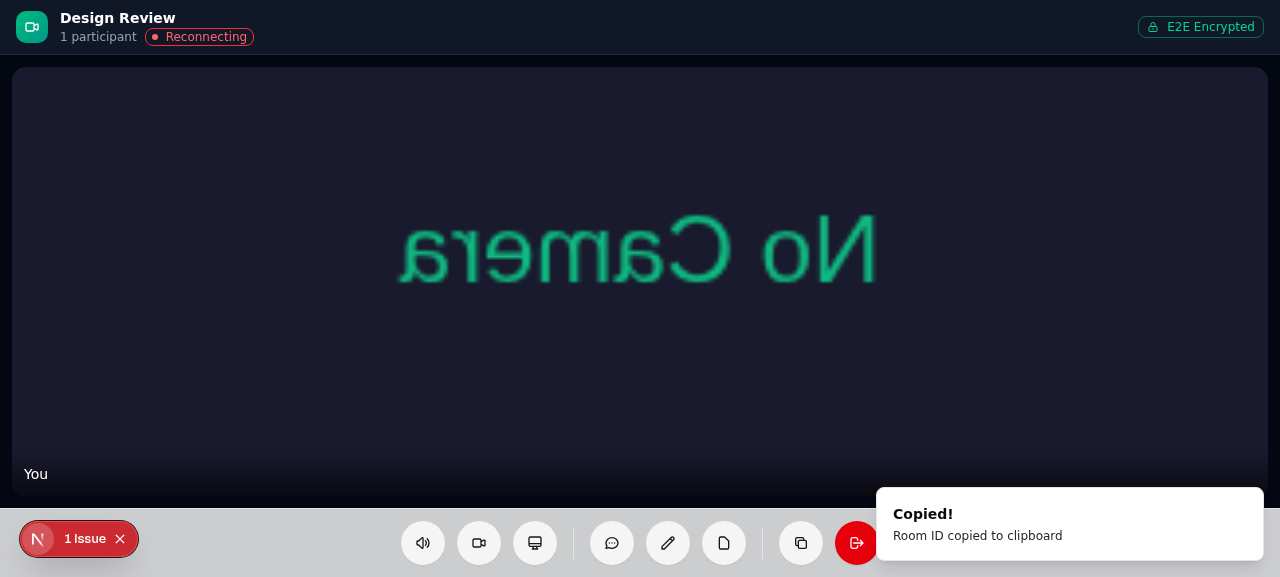 Design Review
1 participant
Reconnecting
E2E Encrypted
No Camera
You
N
1 Issue
Copied!
Room ID copied to clipboard